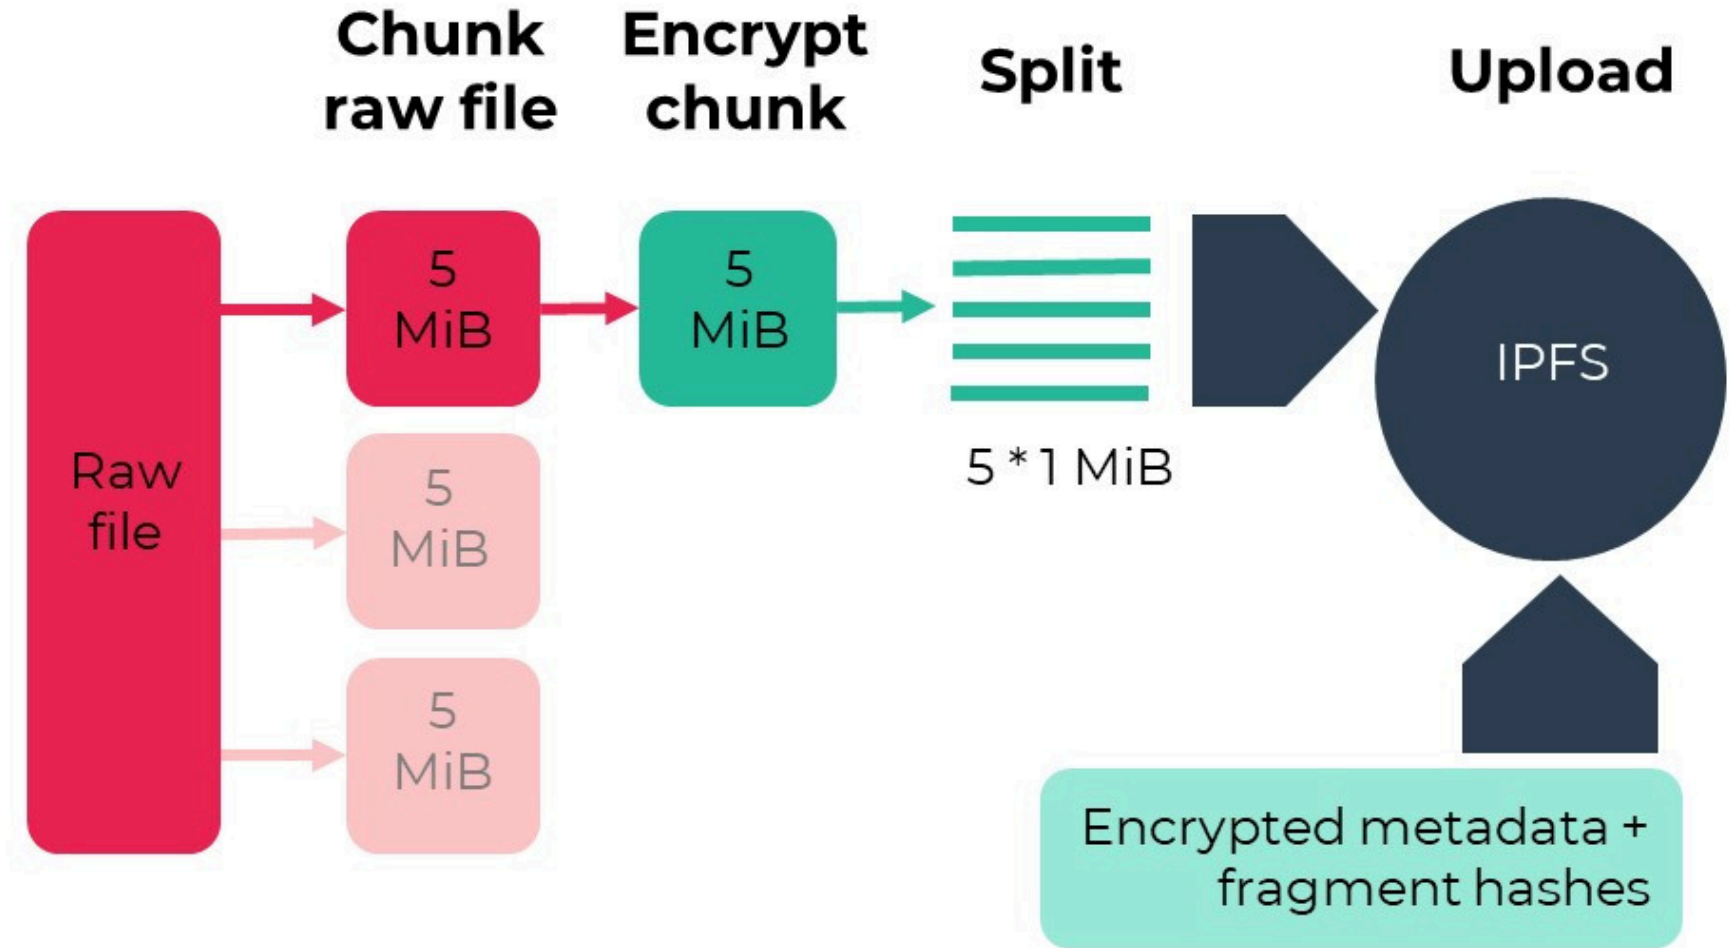 Chunk
raw file
Encrypt
chunk
Split
Upload
Raw
file
5
MiB
5
MiB
5
MiB
5
MiB
5 * 1 MiB
IPFS
Encrypted metadata +
fragment hashes